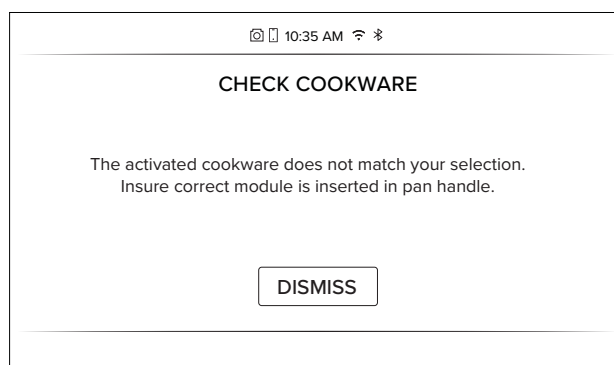 10:35 AM
CHECK COOKWARE
The activated cookware does not match your selection.
Insure correct module is inserted in pan handle.
DISMISS